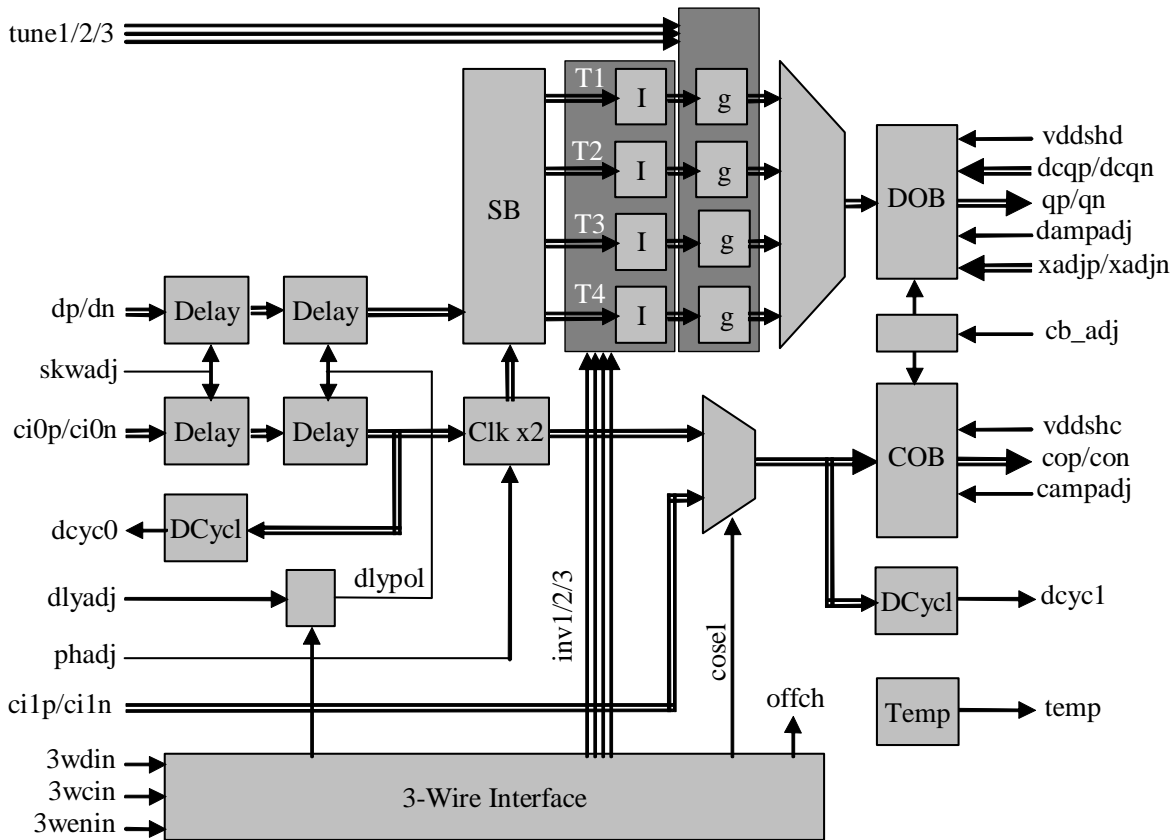 tune1/2/3
T1
I
g
T2
I
g
T3
I
g
T4
I
g
SB
DOB
vddshd
dcqp/dcqn
qp/qn
dampadj
xadjp/xadjn
dp/dn
Delay
Delay
cb_adj
skwadj
ci0p/ci0n
Delay
Delay
Clk x2
COB
vddshc
cop/con
campadj
dcyc0
DCycl
dlyadj
dlypol
phadj
inv1/2/3
cosel
DCycl
dcyc1
ci1p/ci1n
offch
Temp
temp
3wdin
3wcin
3wenin
3-Wire Interface